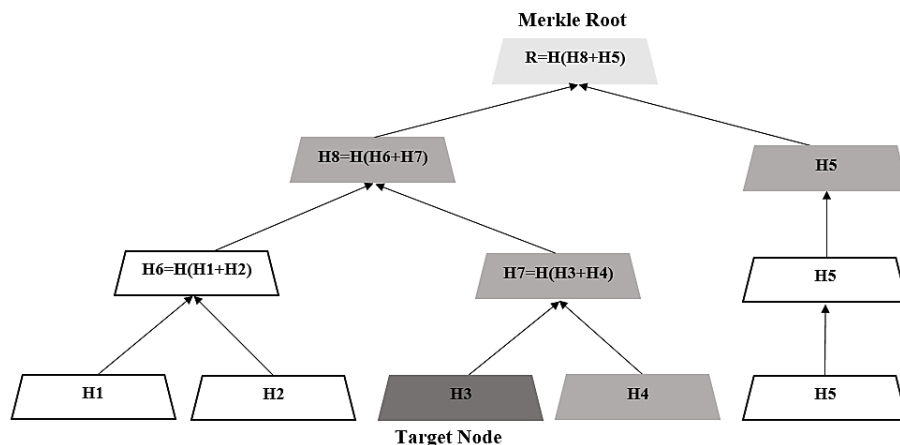 Merkle Root
R=H(H8+H5)
H8=H(H6+H7)
H5
H6=H(H1+H2)
H7=H(H3+H4)
H5
H1
H2
H3
H4
H5
Target Node